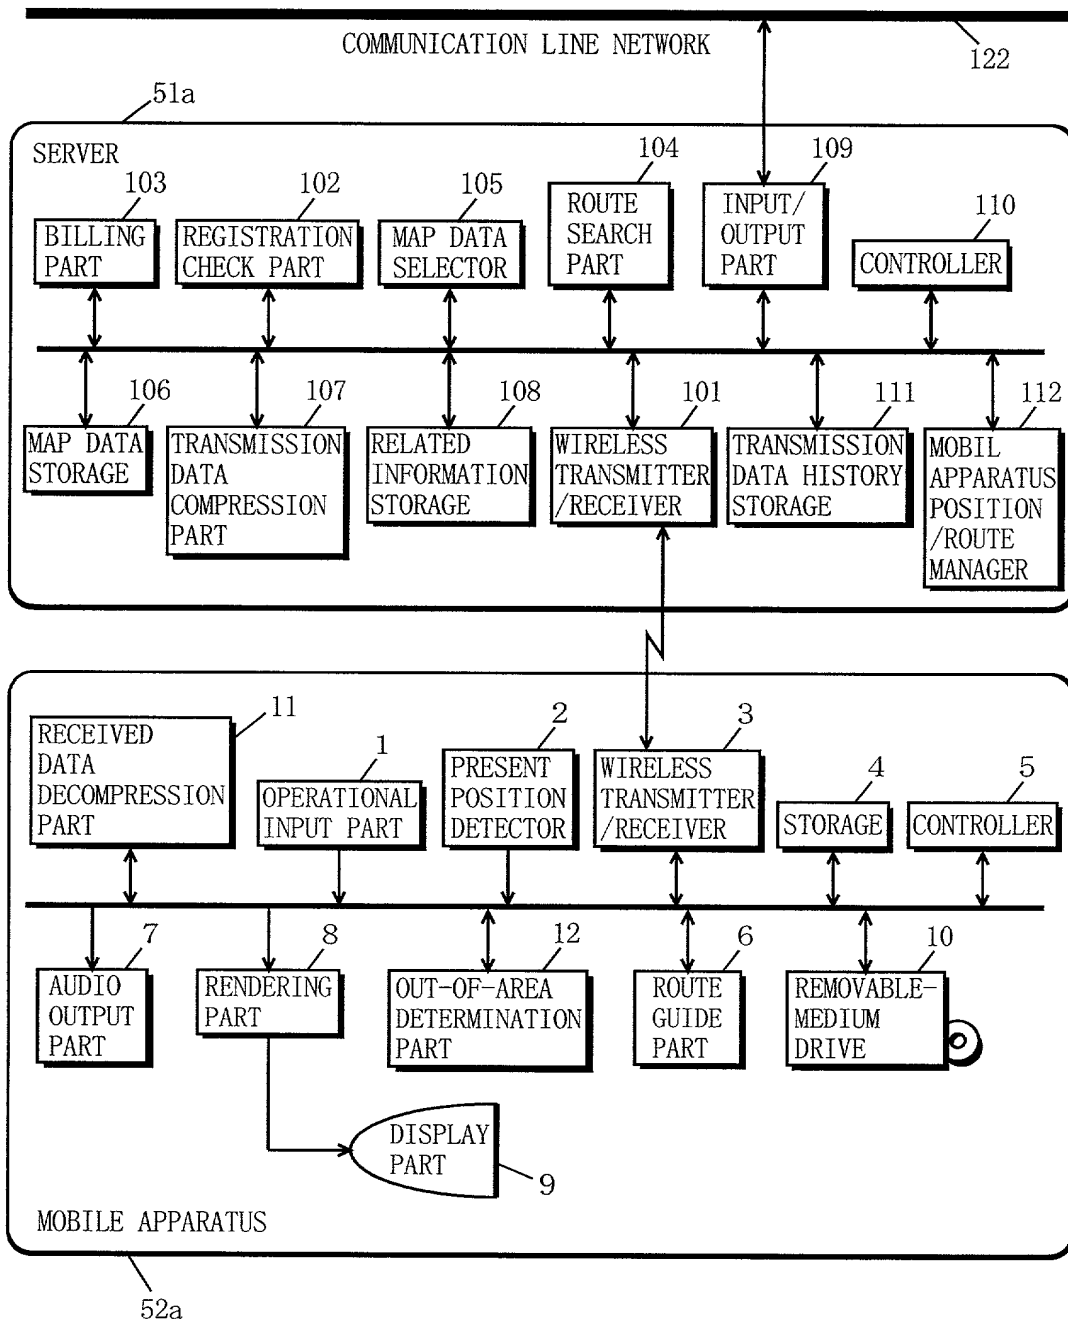 COMMUNICATION LINE NETWORK
122
51a
SERVER
103
BILLING
PART
102
REGISTRATION
CHECK PART
105
MAP DATA
SELECTOR
104
ROUTE
SEARCH
PART
109
INPUT/
OUTPUT
PART
110
CONTROLLER
106
MAP DATA
STORAGE
107
TRANSMISSION
DATA
COMPRESSION
PART
108
RELATED
INFORMATION
STORAGE
101
WIRELESS
TRANSMITTER
/RECEIVER
111
TRANSMISSION
DATA HISTORY
STORAGE
112
MOBIL
APPARATUS
POSITION
/ROUTE
MANAGER
11
RECEIVED
DATA
DECOMPRESSION
PART
1
OPERATIONAL
INPUT PART
2
PRESENT
POSITION
DETECTOR
3
WIRELESS
TRANSMITTER
/RECEIVER
4
STORAGE
5
CONTROLLER
7
AUDIO
OUTPUT
PART
8
RENDERING
PART
12
OUT-OF-AREA
DETERMINATION
PART
6
ROUTE
GUIDE
PART
10
REMOVABLE-
MEDIUM
DRIVE
DISPLAY
PART
9
MOBILE APPARATUS
52a